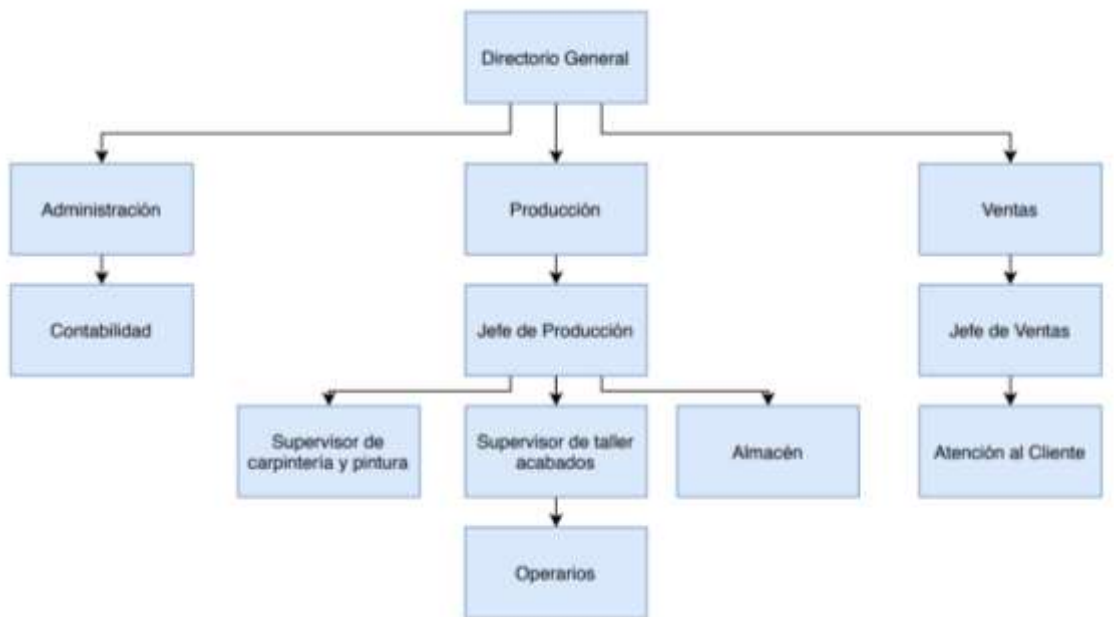 Directorio General
Administración
Producción
Ventas
Contabilidad
Jefe de Producción
Jefe de Ventas
Supervisor de
carpintería y pintura
Supervisor de taller
acabados
Almacén
Atención al Cliente
Operarios